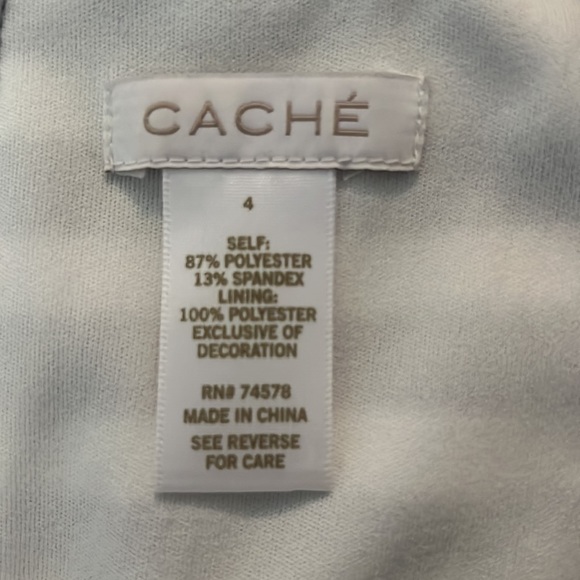 CACHÉ
4
SELF:
87% POLYESTER
13% SPANDEX
LINING:
100% POLYESTER
EXCLUSIVE OF
DECORATION
RN# 74578
MADE IN CHINA
SEE REVERSE
FOR CARE